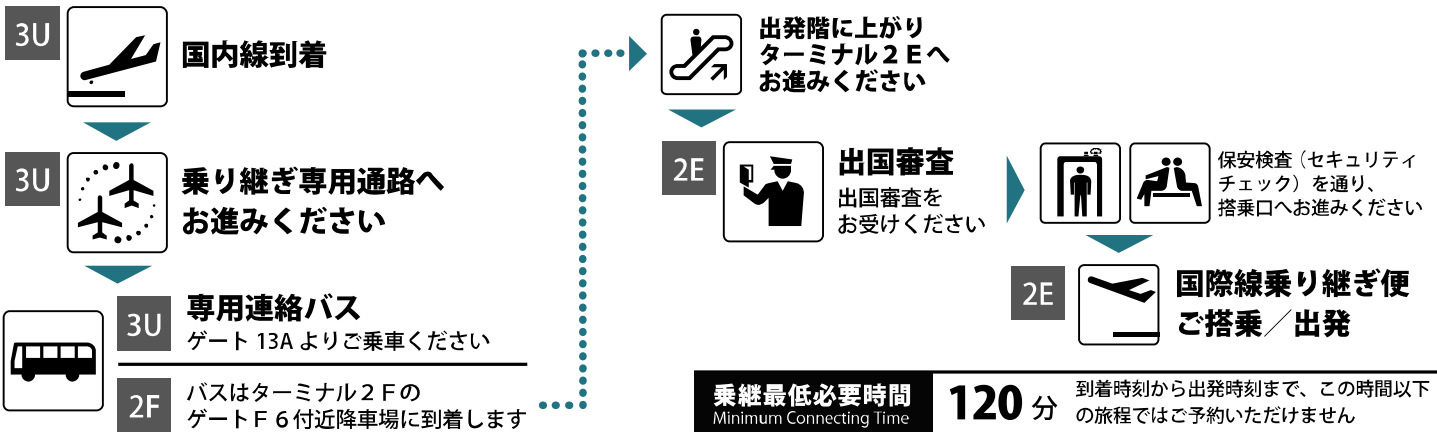 3U
国内線到着
3U
乗り継ぎ専用通路へ
お進みください
3U
専用連絡バス
ゲート 13A よりご乗車ください
2F
バスはターミナル2Fの
ゲートF6付近降車場に到着します
出発階に上がり
ターミナル2Eへ
お進みください
2E
出国審査
出国審査を
お受けください
保安検査(セキュリティ
チェック)を通り、
搭乗口へお進みください
2E
国際線乗り継ぎ便
ご搭乗/出発
乗継最低必要時間
Minimum Connecting Time
120 分
到着時刻から出発時刻まで、この時間以下
の旅程ではご予約いただけません